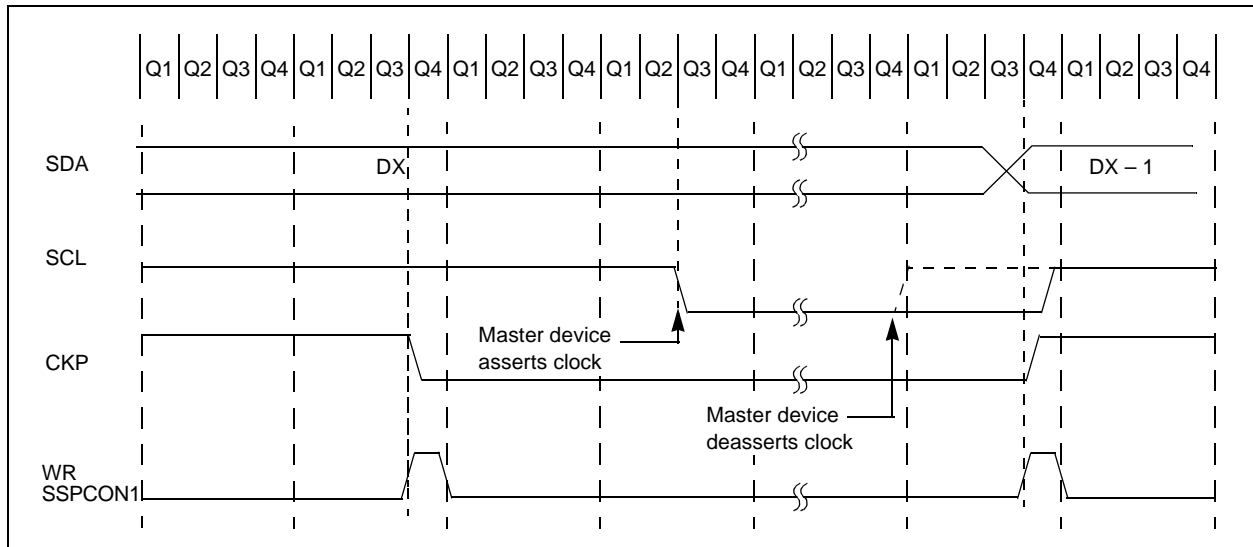 Q1 Q2 Q3 Q4 Q1 Q2 Q3 Q4 Q1 Q2 Q3 Q4 Q1 Q2 Q3 Q4 Q1 Q2 Q3 Q4 Q1 Q2 Q3 Q4 Q1 Q2 Q3 Q4
SDA
DX
DX – 1
SCL
Master device
asserts clock
CKP
Master device
deasserts clock
WR
SSPCON1